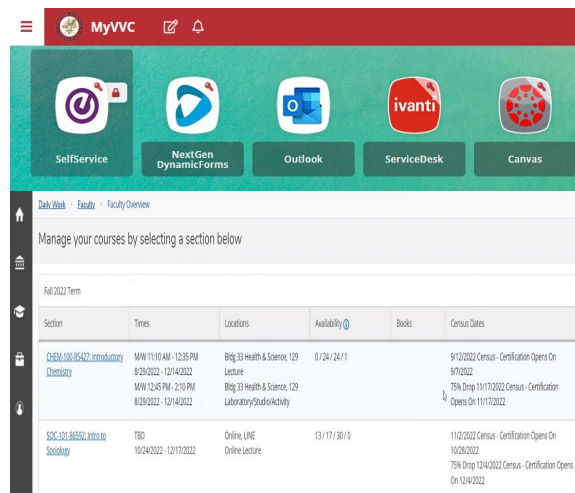 MyVVC
ivanti
SelfService
NextGen
DynamicForms
Outlook
ServiceDesk
Canvas
Daily Work · Faculty · Faculty Overview
Manage your courses by selecting a section below
Fall 2022 Term
Section Times Locations Availability Books Census Dates
CHEM-100-85427: Introductory M/W 11:10 AM - 12:35 PM Bldg 33 Health & Science, 129 0 / 24 / 24 / 1 9/12/2022 Census - Certification Opens On
Chemistry 8/29/2022 - 12/14/2022 Lecture 9/7/2022
M/W 12:45 PM - 2:10 PM Bldg 33 Health & Science, 129 75% Drop 11/17/2022 Census - Certification
8/29/2022 - 12/14/2022 Laboratory/Studio/Activity Opens On 11/17/2022
SOC-101-86592: Intro to TBD Online, LINE 13 / 17 / 30 / 0 11/2/2022 Census - Certification Opens On
Sociology 10/24/2022 - 12/17/2022 Online Lecture 10/28/2022
75% Drop 12/4/2022 Census - Certification Opens
On 12/4/2022